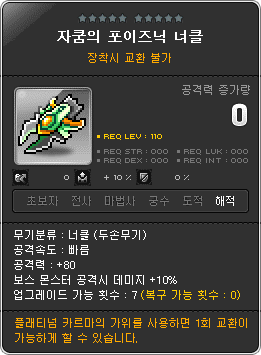 자쿰의 포이즈닉 너클
장착시 교환 불가
공격력 증가량
0
REQ LEV : 110
REQ STR : 000 REQ LUK : 000
REQ DEX : 000 REQ INT : 000
0 + 10 % 0 %
초보자 전사 마법사 궁수 도적 해적
무기분류 : 너클 (두손무기)
공격속도 : 빠름
공격력 : +80
보스 몬스터 공격시 데미지 +10%
업그레이드 가능 횟수 : 7 (복구 가능 횟수 : 0)
플래티넘 카르마의 가위를 사용하면 1회 교환이
가능하게 할 수 있습니다.